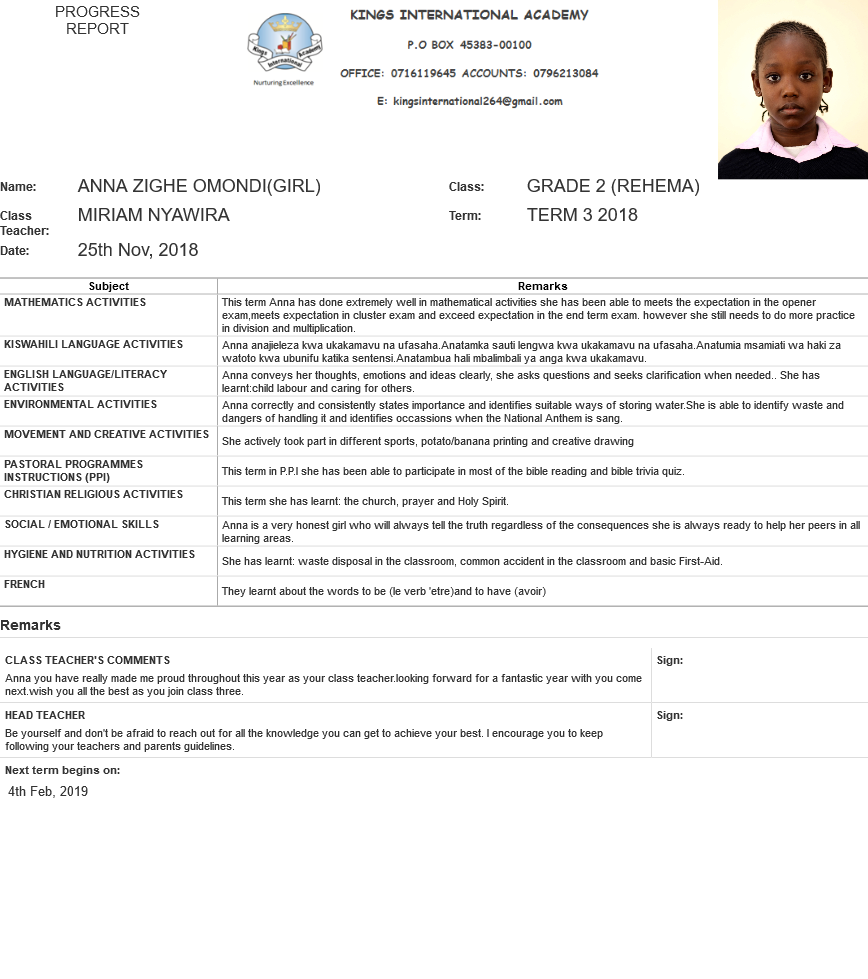 PROGRESS
REPORT
Kings International Academy
Nurturing Excellence
KINGS INTERNATIONAL ACADEMY
P.O BOX 45383-00100
OFFICE: 0716119645 ACCOUNTS: 0796213084
E: kingsinternational264@gmail.com
Name: ANNA ZIGHE OMONDI(GIRL) Class: GRADE 2 (REHEMA)
Class Teacher: MIRIAM NYAWIRA Term: TERM 3 2018
Date: 25th Nov, 2018
Subject Remarks
MATHEMATICS ACTIVITIES
This term Anna has done extremely well in mathematical activities she has been able to meets the expectation in the opener
exam,meets expectation in cluster exam and exceed expectation in the end term exam. however she still needs to do more practice
in division and multiplication.
KISWAHILI LANGUAGE ACTIVITIES
Anna anajieleza kwa ukakamavu na ufasaha.Anatamka sauti lengwa kwa ukakamavu na ufasaha.Anatumia msamiati wa haki za
watoto kwa ubunifu katika sentensi.Anatambua hali mbalimbali ya anga kwa ukakamavu.
ENGLISH LANGUAGE/LITERACY
ACTIVITIES
Anna conveys her thoughts, emotions and ideas clearly, she asks questions and seeks clarification when needed.. She has
learnt:child labour and caring for others.
ENVIRONMENTAL ACTIVITIES
Anna correctly and consistently states importance and identifies suitable ways of storing water.She is able to identify waste and
dangers of handling it and identifies occassions when the National Anthem is sang.
MOVEMENT AND CREATIVE ACTIVITIES
She actively took part in different sports, potato/banana printing and creative drawing
PASTORAL PROGRAMMES
INSTRUCTIONS (PPI)
This term in P.P.I she has been able to participate in most of the bible reading and bible trivia quiz.
CHRISTIAN RELIGIOUS ACTIVITIES
This term she has learnt: the church, prayer and Holy Spirit.
SOCIAL / EMOTIONAL SKILLS
Anna is a very honest girl who will always tell the truth regardless of the consequences she is always ready to help her peers in all
learning areas.
HYGIENE AND NUTRITION ACTIVITIES
She has learnt: waste disposal in the classroom, common accident in the classroom and basic First-Aid.
FRENCH
They learnt about the words to be (le verb 'etre)and to have (avoir)
Remarks
CLASS TEACHER'S COMMENTS Sign:
Anna you have really made me proud throughout this year as your class teacher.looking forward for a fantastic year with you come
next.wish you all the best as you join class three.
HEAD TEACHER Sign:
Be yourself and don't be afraid to reach out for all the knowledge you can get to achieve your best. I encourage you to keep
following your teachers and parents guidelines.
Next term begins on:
4th Feb, 2019